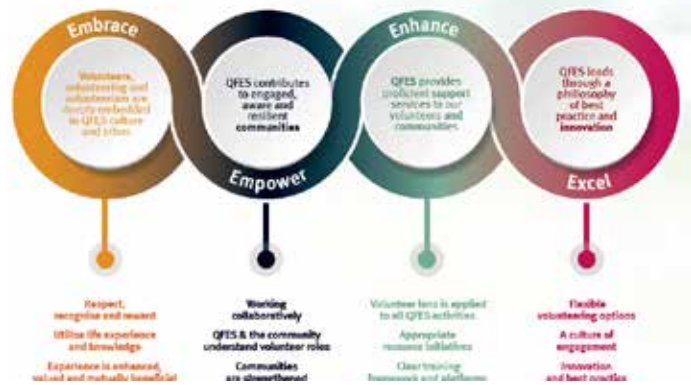 Embrace
Volunteers,
volunteering and
volunteerism are
deeply embedded
in QFES culture
and ethos
QFES contributes
to engaged,
aware and
resilient
communities
Empower
Enhance
QFES provides
proficient support
services to our
volunteers and
communities
QFES leads
through a
philosophy
of best
practice and
innovation
Excel
Respect,
recognise and reward
Utilise life experience
and knowledge
Experience is enhanced,
valued and mutually beneficial
Working
collaboratively
QFES & the community
understand volunteer roles
Communities
are strengthened
Volunteer lens is applied
to all QFES activities
Appropriate
resource initiatives
Clear training
framework and platforms
Flexible
volunteering options
A culture of
engagement
Innovation
and best practice